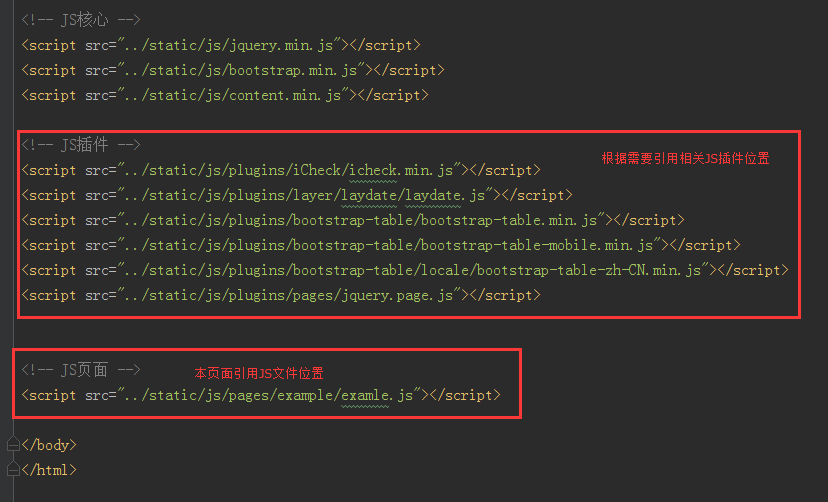 <!-- JS核心 -->
<script src="../static/js/jquery.min.js"></script>
<script src="../static/js/bootstrap.min.js"></script>
<script src="../static/js/content.min.js"></script>
<!-- JS插件 -->
根据需要引用相关JS插件位置
<script src="../static/js/plugins/iCheck/icheck.min.js"></script>
<script src="../static/js/plugins/layer/laydate/laydate.js"></script>
<script src="../static/js/plugins/bootstrap-table/bootstrap-table.min.js"></script>
<script src="../static/js/plugins/bootstrap-table/bootstrap-table-mobile.min.js"></script>
<script src="../static/js/plugins/bootstrap-table/locale/bootstrap-table-zh-CN.min.js"></script>
<script src="../static/js/plugins/pages/jquery.page.js"></script>
<!-- JS页面 -->
本页面引用JS文件位置
<script src="../static/js/pages/example/examle.js"></script>
</body>
</html>